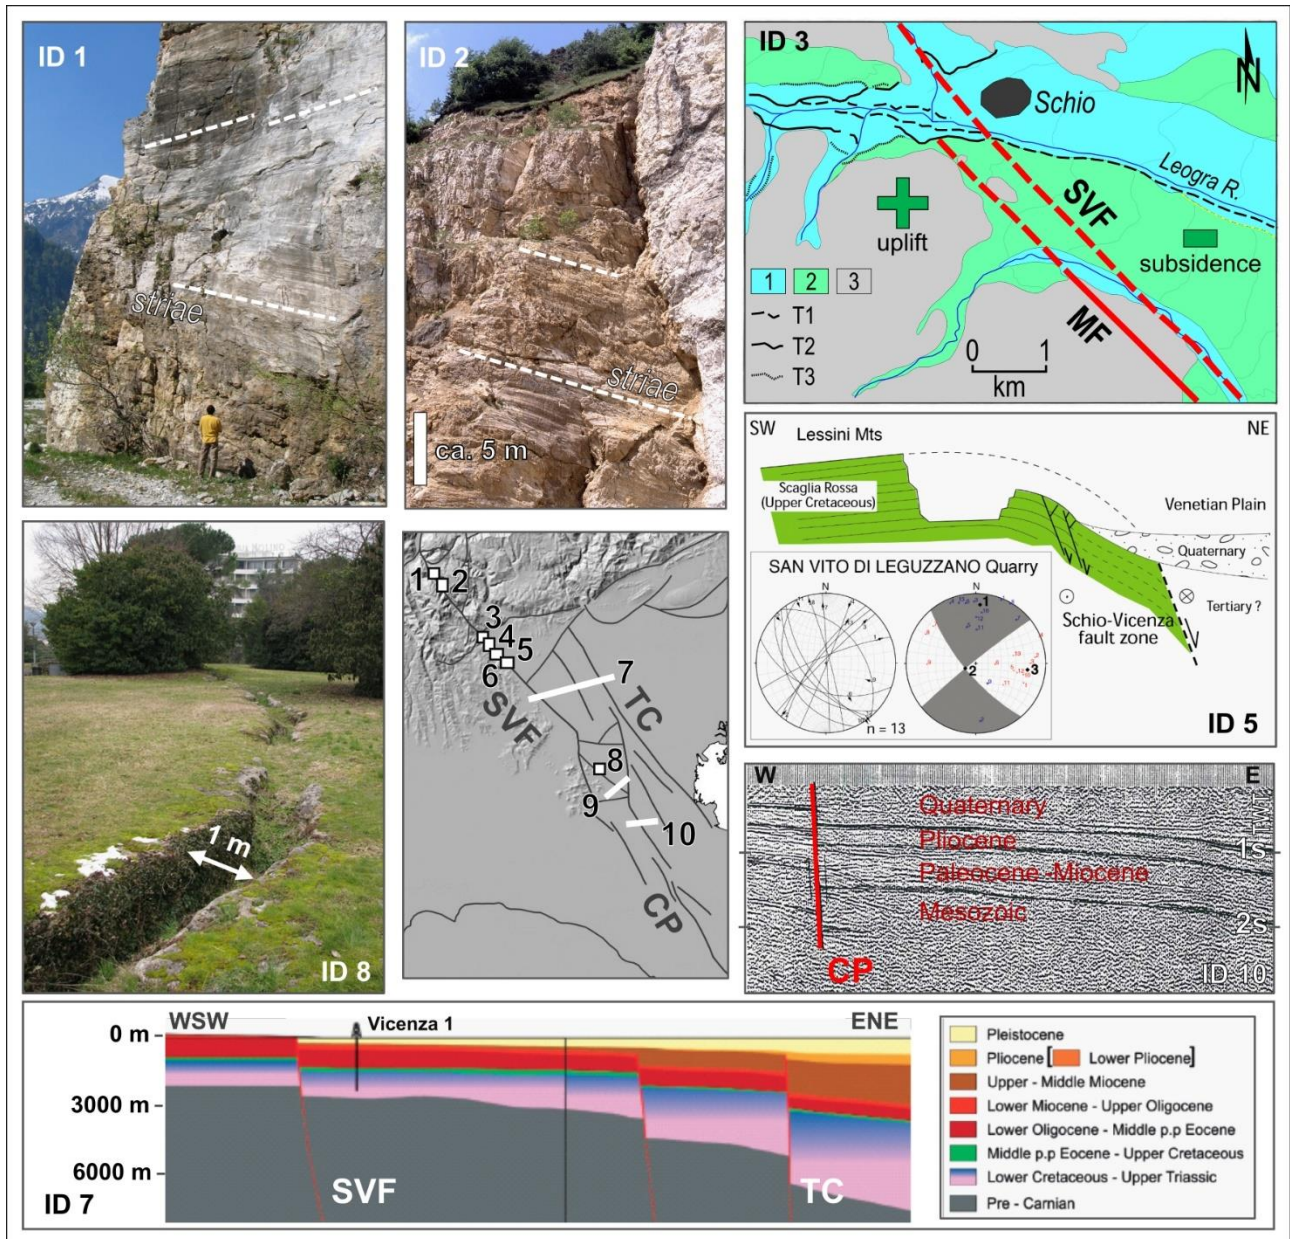 ID 1
striae
ID 2
striae
ca. 5 m
ID 3
N
Schio
Leogra R.
SVF
uplift
subsidence
MF
1 2 3
T1
T2
T3
0 1
km
SW
NE
Lessini Mts
Scaglia Rossa
(Upper Cretaceous)
Venetian Plain
Quaternary
Tertiary ?
Schio-Vicenza
fault zone
SAN VITO DI LEGUZZANO Quarry
N
N
1
2
3
n = 13
ID 5
1 m
ID 8
1
2
3
4
5
6
7
TC
SVF
8
9
10
CP
W
E
TWT
Quaternary
Pliocene
1s
Paleocene -Miocene
Mesozoic
2s
CP
ID 10
WSW
ENE
Vicenza 1
0 m
3000 m
6000 m
SVF
TC
ID 7
Pleistocene
Pliocene [ Lower Pliocene]
Upper - Middle Miocene
Lower Miocene - Upper Oligocene
Lower Oligocene - Middle p.p Eocene
Middle p.p Eocene - Upper Cretaceous
Lower Cretaceous - Upper Triassic
Pre - Carnian